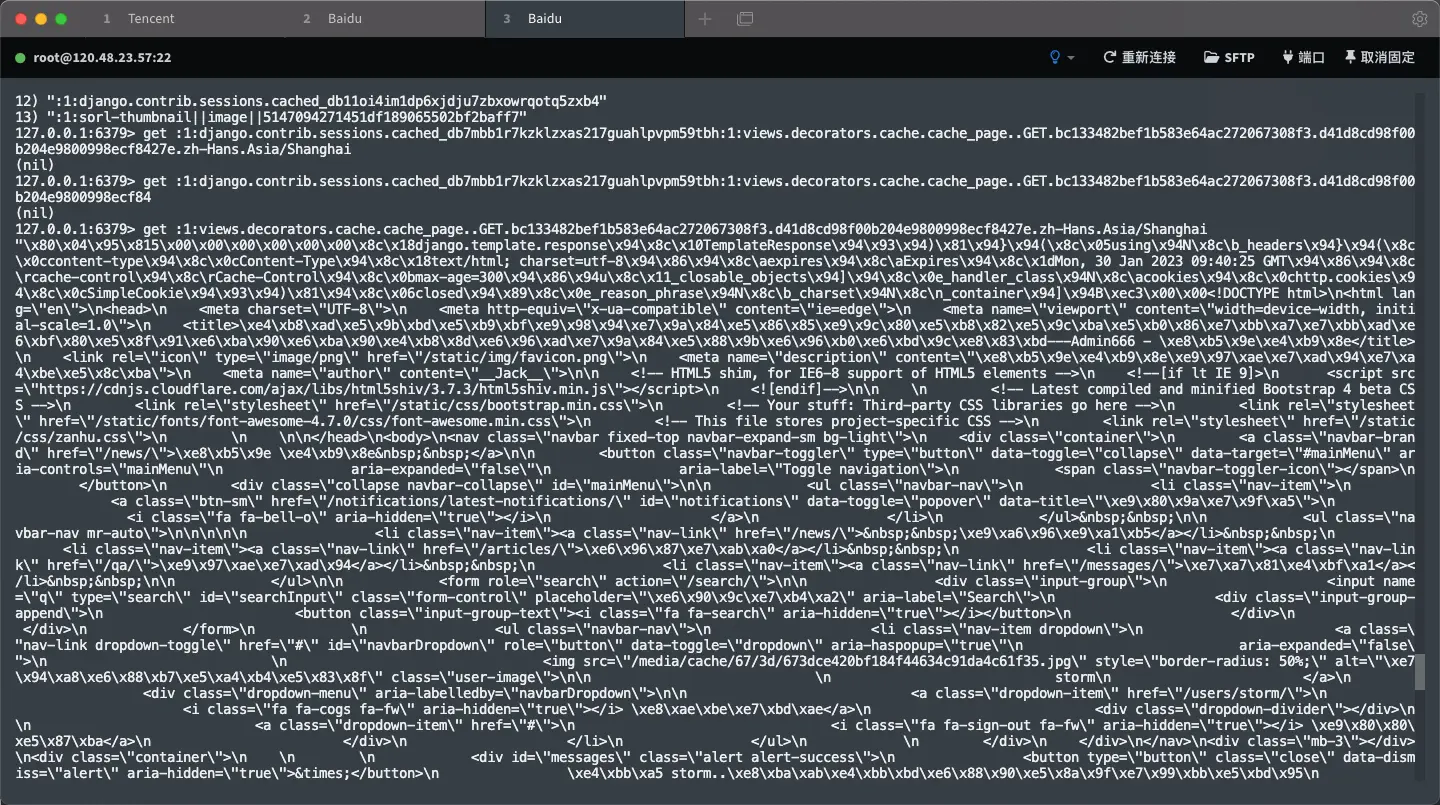 1 Tencent
2 Baidu
3 Baidu
root@120.48.23.57:22
重新连接
SFTP
端口
取消固定
12) ":1:django.contrib.sessions.cached_db11oi4im1dp6xjdju7zbxowrqotq5zxb4"
13) ":1:sorl-thumbnail||image||5147094271451df189065502bf2baff7"
127.0.0.1:6379> get :1:django.contrib.sessions.cached_db7mbb1r7kzklzxas217guahlpvpm59tbh:1:views.decorators.cache.cache_page..GET.bc133482bef1b583e64ac272067308f3.d41d8cd98f00
b204e9800998ecf8427e.zh-Hans.Asia/Shanghai
(nil)
127.0.0.1:6379> get :1:django.contrib.sessions.cached_db7mbb1r7kzklzxas217guahlpvpm59tbh:1:views.decorators.cache.cache_page..GET.bc133482bef1b583e64ac272067308f3.d41d8cd98f00
b204e9800998ecf84
(nil)
127.0.0.1:6379> get :1:views.decorators.cache.cache_page..GET.bc133482bef1b583e64ac272067308f3.d41d8cd98f00b204e9800998ecf8427e.zh-Hans.Asia/Shanghai
"\x80\x04\x95\x815\x00\x00\x00\x00\x00\x00\x8c\x18django.template.response\x94\x8c\x10TemplateResponse\x94\x93\x94)\x81\x94}\x94(\x8c\x05using\x94N\x8c\b_headers\x94}\x94(\x8c
\x0ccontent-type\x94\x8c\x0cContent-Type\x94\x8c\x18text/html; charset=utf-8\x94\x86\x94\x8c\aexpires\x94\x8c\aExpires\x94\x8c\x1dMon, 30 Jan 2023 09:40:25 GMT\x94\x86\x94\x8c
\rcache-control\x94\x8c\rCache-Control\x94\x8c\x0bmax-age=300\x94\x86\x94u\x8c\x11_closable_objects\x94]\x94\x8c\x0e_handler_class\x94N\x8c\acookies\x94\x8c\x0chttp.cookies\x9
4\x8c\x0cSimpleCookie\x94\x93\x94)\x81\x94\x8c\x06closed\x94\x89\x8c\x0e_reason_phrase\x94N\x8c\b_charset\x94N\x8c\n_container\x94]\x94B\xec3\x00\x00<!DOCTYPE html>\n<html lan
g=\"en\">\n<head>\n    <meta charset=\"UTF-8\">\n    <meta http-equiv=\"x-ua-compatible\" content=\"ie=edge\">\n    <meta name=\"viewport\" content=\"width=device-width, initi
al-scale=1.0\">\n    <title>\xe4\xb8\xad\xe5\x9b\xbd\xe5\xb9\xbf\xe9\x98\x94\xe7\x9a\x84\xe5\x86\x85\xe9\x9c\x80\xe5\xb8\x82\xe5\x9c\xba\xe5\xb0\x86\xe7\xbb\xa7\xe7\xbb\xad\xe
6\xbf\x80\xe5\x8f\x91\xe6\xba\x90\xe6\xba\x90\xe4\xb8\x8d\xe6\x96\xad\xe7\x9a\x84\xe5\x88\x9b\xe6\x96\xb0\xe6\xbd\x9c\xe8\x83\xbd---Admin666 - \xe8\xb5\x9e\xe4\xb9\x8e</title>
\n    <link rel=\"icon\" type=\"image/png\" href=\"/static/img/favicon.png\">\n    <meta name=\"description\" content=\"\xe8\xb5\x9e\xe4\xb9\x8e\xe9\x97\xae\xe7\xad\x94\xe7\xa
4\xbe\xe5\x8c\xba\">\n    <meta name=\"author\" content=\"__Jack__\">\n\n    <!-- HTML5 shim, for IE6-8 support of HTML5 elements -->\n    <!--[if lt IE 9]>\n      <script src
=\"https://cdnjs.cloudflare.com/ajax/libs/html5shiv/3.7.3/html5shiv.min.js\"></script>\n    <![endif]-->\n\n    \n        <!-- Latest compiled and minified Bootstrap 4 beta CS
S -->\n        <link rel=\"stylesheet\" href=\"/static/css/bootstrap.min.css\">\n        <!-- Your stuff: Third-party CSS libraries go here -->\n        <link rel=\"stylesheet
\" href=\"/static/fonts/font-awesome-4.7.0/css/font-awesome.min.css\">\n        <!-- This file stores project-specific CSS -->\n        <link rel=\"stylesheet\" href=\"/static
/css/zanhu.css\">\n        \n    \n\n</head>\n<body>\n<nav class=\"navbar fixed-top navbar-expand-sm bg-light\">\n    <div class=\"container\">\n        <a class=\"navbar-bran
d\" href=\"/news/\">\xe8\xb5\x9e \xe4\xb9\x8e&nbsp;&nbsp;</a>\n\n        <button class=\"navbar-toggler\" type=\"button\" data-toggle=\"collapse\" data-target=\"#mainMenu\" ar
ia-controls=\"mainMenu\"\n                aria-expanded=\"false\"\n                aria-label=\"Toggle navigation\">\n            <span class=\"navbar-toggler-icon\"></span>\n
        </button>\n        <div class=\"collapse navbar-collapse\" id=\"mainMenu\">\n\n            <ul class=\"navbar-nav\">\n                <li class=\"nav-item\">\n
            <a class=\"btn-sm\" href=\"/notifications/latest-notifications/\" id=\"notifications\" data-toggle=\"popover\" data-title=\"\xe9\x80\x9a\xe7\x9f\xa5\">\n
              <i class=\"fa fa-bell-o\" aria-hidden=\"true\"></i>\n                    </a>\n                </li>\n            </ul>&nbsp;&nbsp;\n\n            <ul class=\"na
vbar-nav mr-auto\">\n\n\n\n\n                <li class=\"nav-item\"><a class=\"nav-link\" href=\"/news/\">&nbsp;&nbsp;\xe9\xa6\x96\xe9\xa1\xb5</a></li>&nbsp;&nbsp;\n
      <li class=\"nav-item\"><a class=\"nav-link\" href=\"/articles/\">\xe6\x96\x87\xe7\xab\xa0</a></li>&nbsp;&nbsp;\n                <li class=\"nav-item\"><a class=\"nav-lin
k\" href=\"/qa/\">\xe9\x97\xae\xe7\xad\x94</a></li>&nbsp;&nbsp;\n                <li class=\"nav-item\"><a class=\"nav-link\" href=\"/messages/\">\xe7\xa7\x81\xe4\xbf\xa1</a><
/li>&nbsp;&nbsp;\n\n            </ul>\n\n            <form role=\"search\" action=\"/search/\">\n\n                <div class=\"input-group\">\n                    <input name
=\"q\" type=\"search\" id=\"searchInput\" class=\"form-control\" placeholder=\"\xe6\x90\x9c\xe7\xb4\xa2\" aria-label=\"Search\">\n                    <div class=\"input-group-
append\">\n                        <button class=\"input-group-text\"><i class=\"fa fa-search\" aria-hidden=\"true\"></i></button>\n                    </div>\n
 </div>\n            </form>\n            \n                <ul class=\"navbar-nav\">\n                    <li class=\"nav-item dropdown\">\n                        <a class=\
"nav-link dropdown-toggle\" href=\"#\" id=\"navbarDropdown\" role=\"button\" data-toggle=\"dropdown\" aria-haspopup=\"true\"\n                           aria-expanded=\"false\
">\n                            \n                                <img src=\"/media/cache/67/3d/673dce420bf184f44634c91da4c61f35.jpg\" style=\"border-radius: 50%;\" alt=\"\xe7
\x94\xa8\xe6\x88\xb7\xe5\xa4\xb4\xe5\x83\x8f\" class=\"user-image\">\n\n                            \n                            storm\n                        </a>\n
                <div class=\"dropdown-menu\" aria-labelledby=\"navbarDropdown\">\n\n                            <a class=\"dropdown-item\" href=\"/users/storm/\">\n
                     <i class=\"fa fa-cogs fa-fw\" aria-hidden=\"true\"></i> \xe8\xae\xbe\xe7\xbd\xae</a>\n                            <div class=\"dropdown-divider\"></div>\n
\n                            <a class=\"dropdown-item\" href=\"#\">\n                                <i class=\"fa fa-sign-out fa-fw\" aria-hidden=\"true\"></i> \xe9\x80\x80\
xe5\x87\xba</a>\n                        </div>\n                    </li>\n                </ul>\n            \n        </div>\n    </div>\n</nav>\n<div class=\"mb-3\"></div>
\n<div class=\"container\">\n    \n        \n            <div id=\"messages\" class=\"alert alert-success\">\n                <button type=\"button\" class=\"close\" data-dism
iss=\"alert\" aria-hidden=\"true\">&times;</button>\n                \xe4\xbb\xa5 storm..\xe8\xba\xab\xe4\xbb\xbd\xe6\x88\x90\xe5\x8a\x9f\xe7\x99\xbb\xe5\xbd\x95\n